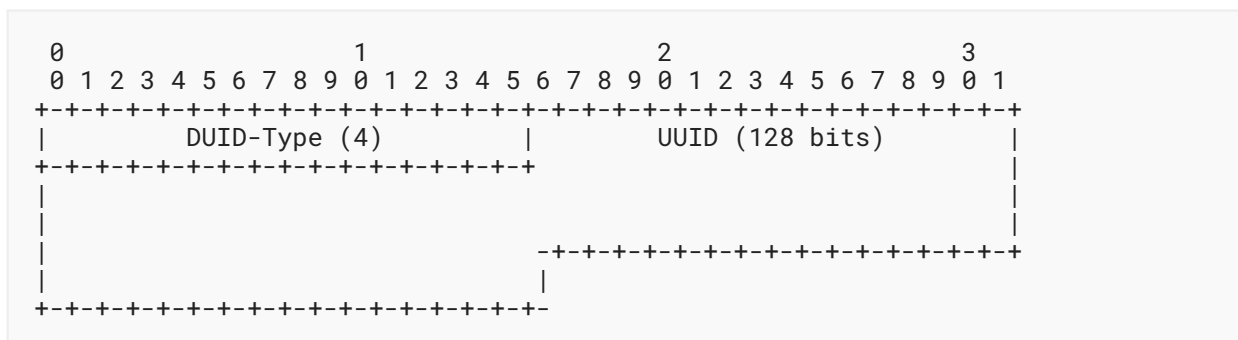 0                   1                   2                   3
 0 1 2 3 4 5 6 7 8 9 0 1 2 3 4 5 6 7 8 9 0 1 2 3 4 5 6 7 8 9 0 1
+-+-+-+-+-+-+-+-+-+-+-+-+-+-+-+-+-+-+-+-+-+-+-+-+-+-+-+-+-+-+-+-+
|         DUID-Type (4)         |        UUID (128 bits)        |
+-+-+-+-+-+-+-+-+-+-+-+-+-+-+-+-+                               |
|                                                               |
|                                                               |
|                                -+-+-+-+-+-+-+-+-+-+-+-+-+-+-+-+
|                                |
+-+-+-+-+-+-+-+-+-+-+-+-+-+-+-+-+-